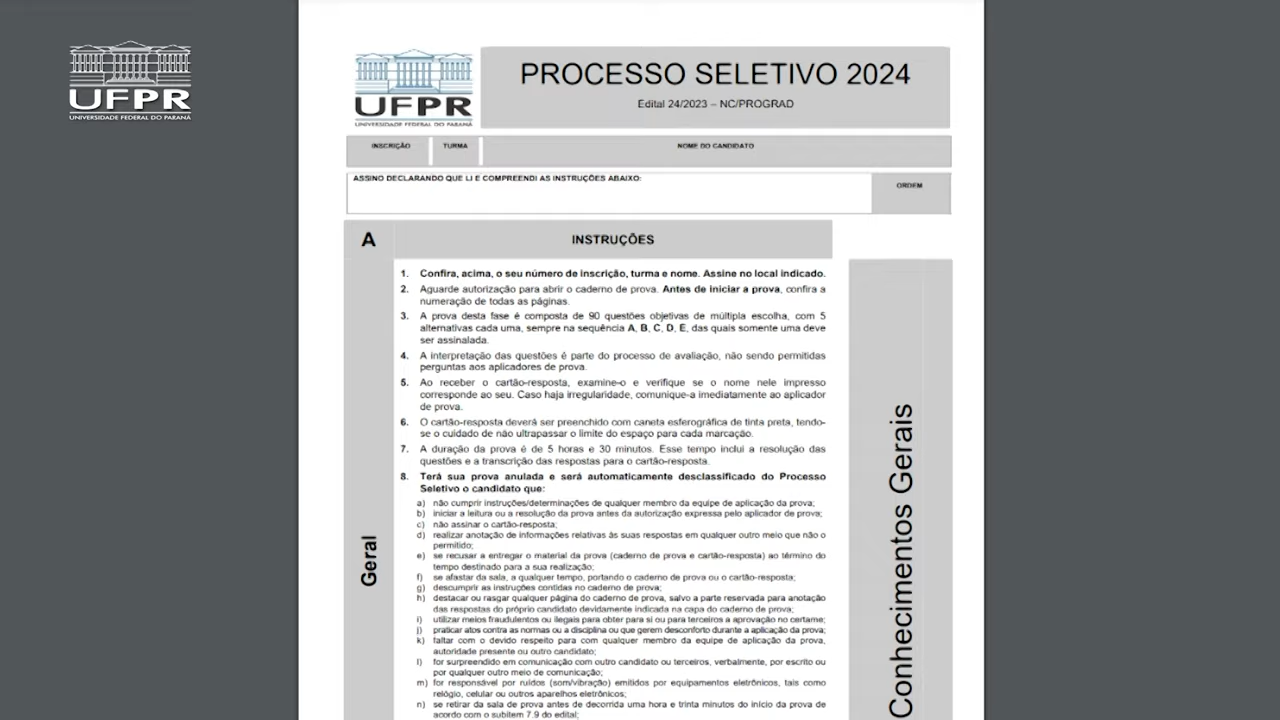 UFPR
UNIVERSIDADE FEDERAL DO PARANÁ
UFPR
UNIVERSIDADE FEDERAL DO PARANÁ
PROCESSO SELETIVO 2024
Edital 24/2023 – NC/PROGRAD
INSCRIÇÃO
TURMA
NOME DO CANDIDATO
ASSINO DECLARANDO QUE LI E COMPREENDI AS INSTRUÇÕES ABAIXO:
ORDEM
A
INSTRUÇÕES
1. Confira, acima, o seu número de inscrição, turma e nome. Assine no local indicado.
2. Aguarde autorização para abrir o caderno de prova. Antes de iniciar a prova, confira a
numeração de todas as páginas.
3. A prova desta fase é composta de 90 questões objetivas de múltipla escolha, com 5
alternativas cada uma, sempre na sequência A, B, C, D, E, das quais somente uma deve
ser assinalada.
4. A interpretação das questões é parte do processo de avaliação, não sendo permitidas
perguntas aos aplicadores de prova.
5. Ao receber o cartão-resposta, examine-o e verifique se o nome nele impresso
corresponde ao seu. Caso haja irregularidade, comunique-a imediatamente ao aplicador
de prova.
6. O cartão-resposta deverá ser preenchido com caneta esferográfica de tinta preta, tendo-
se o cuidado de não ultrapassar o limite do espaço para cada marcação.
7. A duração da prova é de 5 horas e 30 minutos. Esse tempo inclui a resolução das
questões e a transcrição das respostas para o cartão-resposta.
8. Terá sua prova anulada e será automaticamente desclassificado do Processo
Seletivo o candidato que:
a) não cumprir instruções/determinações de qualquer membro da equipe de aplicação da prova;
b) iniciar a leitura ou a resolução da prova antes da autorização expressa pelo aplicador de prova;
c) não assinar o cartão-resposta;
d) realizar anotação de informações relativas às suas respostas em qualquer outro meio que não o
permitido;
e) se recusar a entregar o material da prova (caderno de prova e cartão-resposta) ao término do
tempo destinado para a sua realização;
f) se afastar da sala, a qualquer tempo, portando o caderno de prova ou o cartão-resposta;
g) descumprir as instruções contidas no caderno de prova;
h) destacar ou rasgar qualquer página do caderno de prova, salvo a parte reservada para anotação
das respostas do próprio candidato devidamente indicada na capa do caderno de prova;
i) utilizar meios fraudulentos ou ilegais para obter para si ou para terceiros a aprovação no certame;
j) praticar atos contra as normas ou a disciplina ou que gerem desconforto durante a aplicação da prova;
k) faltar com o devido respeito para com qualquer membro da equipe de aplicação da prova,
autoridade presente ou outro candidato;
l) for surpreendido em comunicação com outro candidato ou terceiros, verbalmente, por escrito ou
por qualquer outro meio de comunicação;
m) for responsável por ruídos (som/vibração) emitidos por equipamentos eletrônicos, tais como
relógio, celular ou outros aparelhos eletrônicos;
n) se retirar da sala de prova antes de decorrida uma hora e trinta minutos do início da prova de
acordo com o subitem 7.9 do edital;
Geral
Conhecimentos Gerais